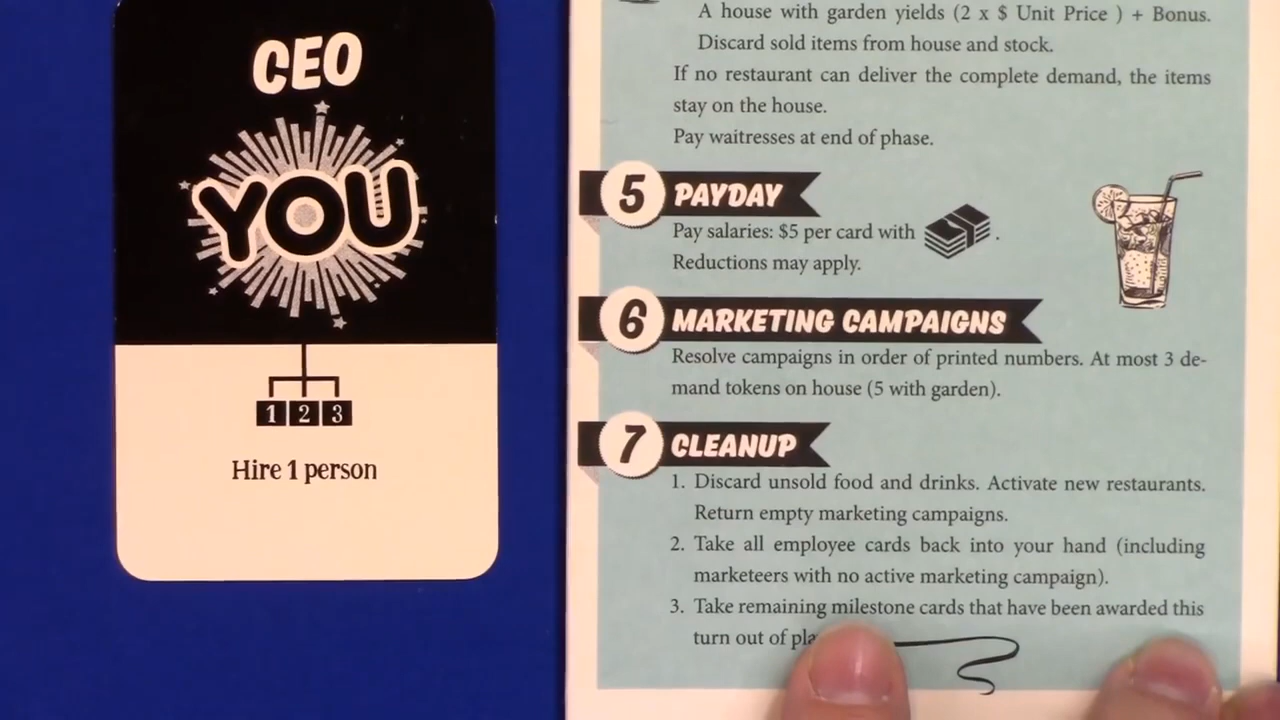 CEO
YOU
1 2 3
Hire 1 person
A house with garden yields (2 x $ Unit Price ) + Bonus.
Discard sold items from house and stock.
If no restaurant can deliver the complete demand, the items
stay on the house.
Pay waitresses at end of phase.
5 PAYDAY
Pay salaries: $5 per card with .
Reductions may apply.
6 MARKETING CAMPAIGNS
Resolve campaigns in order of printed numbers. At most 3 de-
mand tokens on house (5 with garden).
7 CLEANUP
1. Discard unsold food and drinks. Activate new restaurants.
Return empty marketing campaigns.
2. Take all employee cards back into your hand (including
marketeers with no active marketing campaign).
3. Take remaining milestone cards that have been awarded this
turn out of